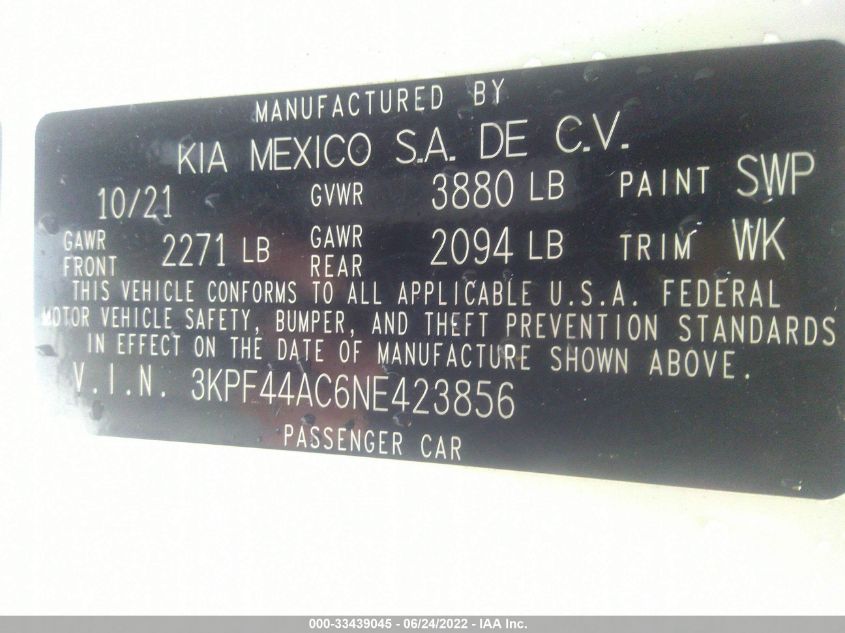 MANUFACTURED BY
KIA MEXICO S.A. DE C.V.
10/21 GVWR 3880 LB PAINT SWP
GAWR FRONT 2271 LB GAWR REAR 2094 LB TRIM WK
THIS VEHICLE CONFORMS TO ALL APPLICABLE U.S.A. FEDERAL
MOTOR VEHICLE SAFETY, BUMPER, AND THEFT PREVENTION STANDARDS
IN EFFECT ON THE DATE OF MANUFACTURE SHOWN ABOVE.
V.I.N. 3KPF44AC6NE423856
PASSENGER CAR
000-33439045 - 06/24/2022 - IAA Inc.